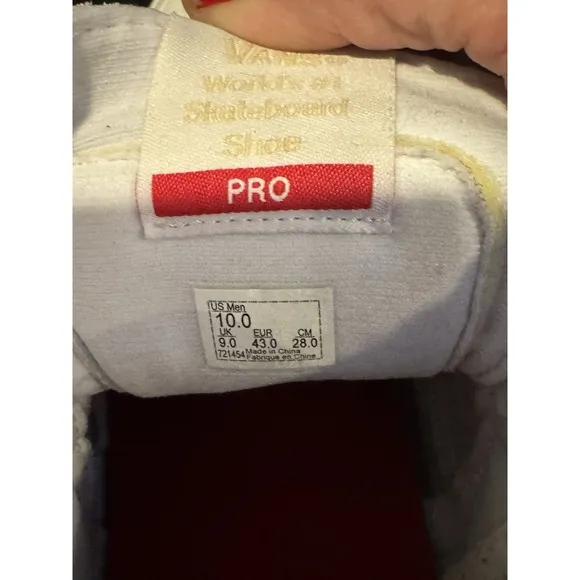 VANS
World's #1
Skateboard
Shoe
PRO
US Men
10.0
UK EUR CM
9.0 43.0 28.0
721454 Made in China
Fabriqué en Chine